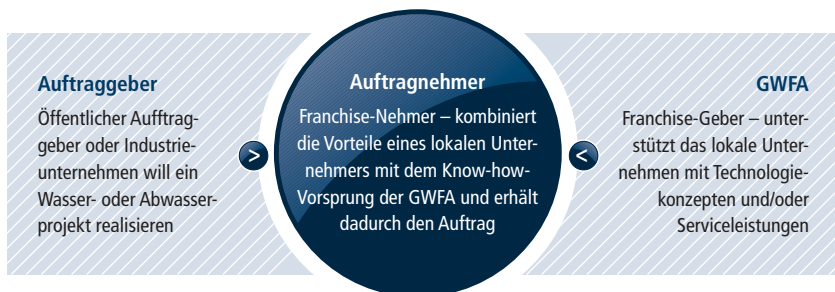 Auftraggeber
Öffentlicher Aufftrag-
geber oder Industrie-
unternehmen will ein
Wasser- oder Abwasser-
projekt realisieren
>
Auftragnehmer
Franchise-Nehmer – kombiniert
die Vorteile eines lokalen Unter-
nehmers mit dem Know-how-
Vorsprung der GWFA und erhält
dadurch den Auftrag
<
GWFA
Franchise-Geber – unter-
stützt das lokale Unter-
nehmen mit Technologie-
konzepten und/oder
Serviceleistungen